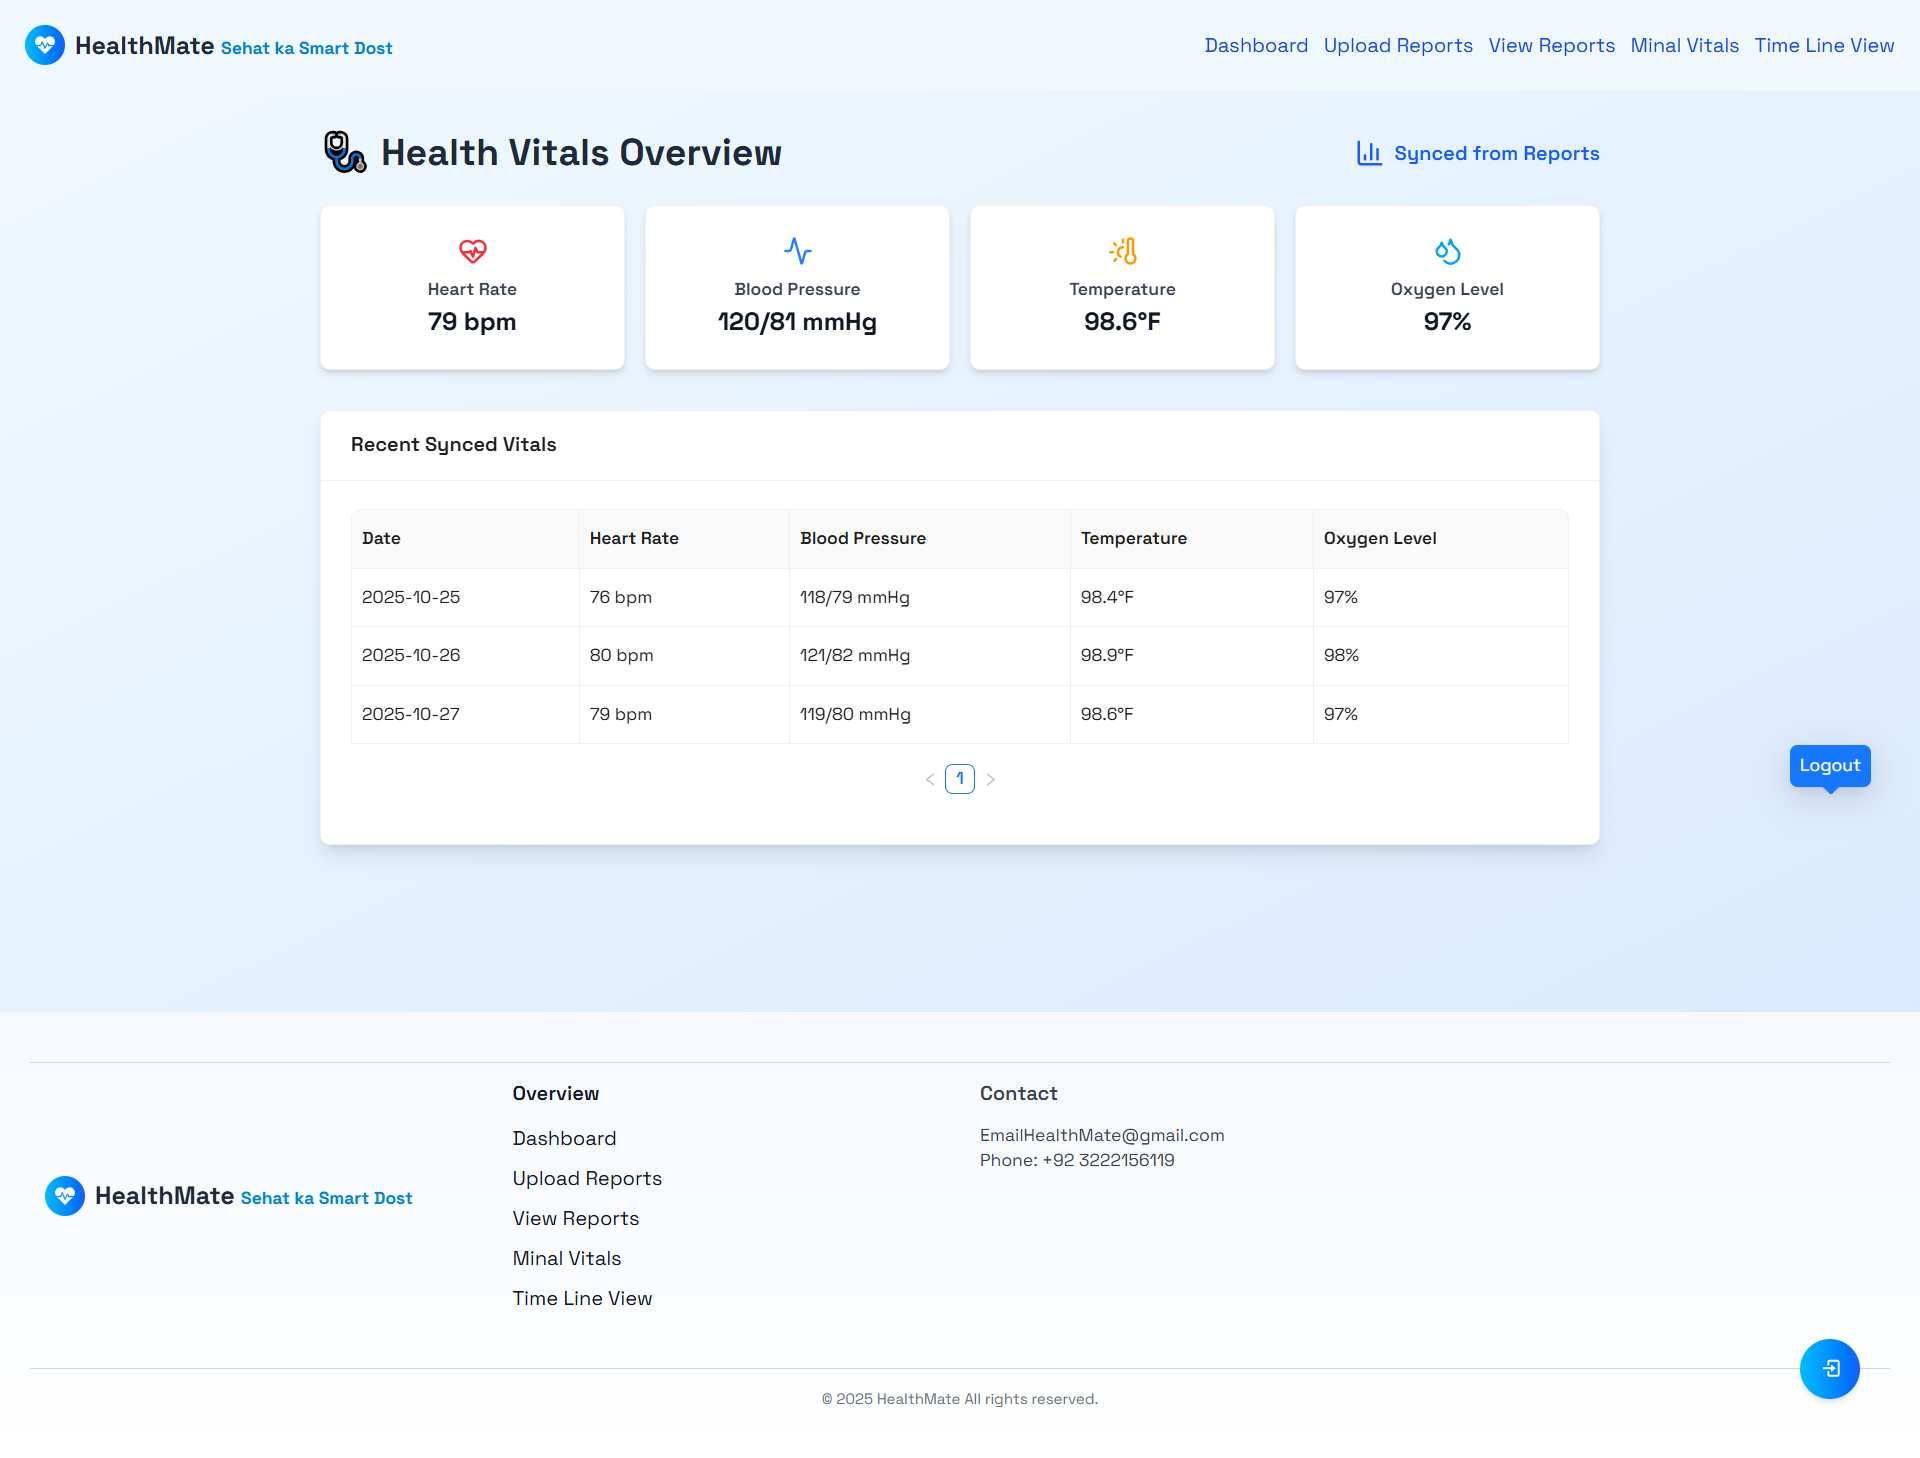 HealthMate Sehat ka Smart Dost
Dashboard Upload Reports View Reports Minal Vitals Time Line View
Health Vitals Overview
Synced from Reports
Heart Rate
79 bpm
Blood Pressure
120/81 mmHg
Temperature
98.6°F
Oxygen Level
97%
Recent Synced Vitals
Date Heart Rate Blood Pressure Temperature Oxygen Level
2025-10-25 76 bpm 118/79 mmHg 98.4°F 97%
2025-10-26 80 bpm 121/82 mmHg 98.9°F 98%
2025-10-27 79 bpm 119/80 mmHg 98.6°F 97%
1
Logout
HealthMate Sehat ka Smart Dost
Overview
Dashboard
Upload Reports
View Reports
Minal Vitals
Time Line View
Contact
EmailHealthMate@gmail.com
Phone: +92 3222156119
© 2025 HealthMate All rights reserved.